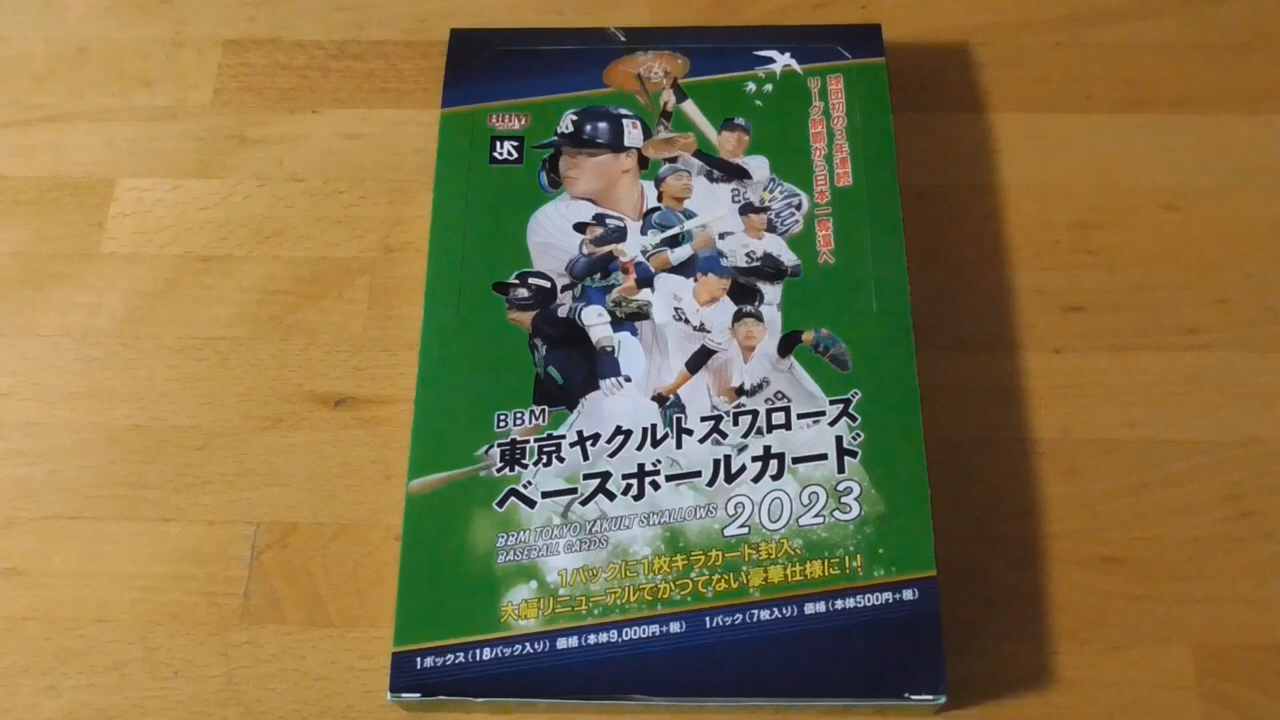 球団初の3年連続
リーグ制覇から日本一奪還へ
BBM
YS
22
Swallows
99
BBM
東京ヤクルトスワローズ
ベースボールカード
2023
BBM TOKYO YAKULT SWALLOWS
BASEBALL CARDS
1パックに1枚キラカード封入、
大幅リニューアルでかつてない豪華仕様に!!
1ボックス(18パック入り) 価格(本体9,000円+税) 1パック(7枚入り) 価格(本体500円+税)